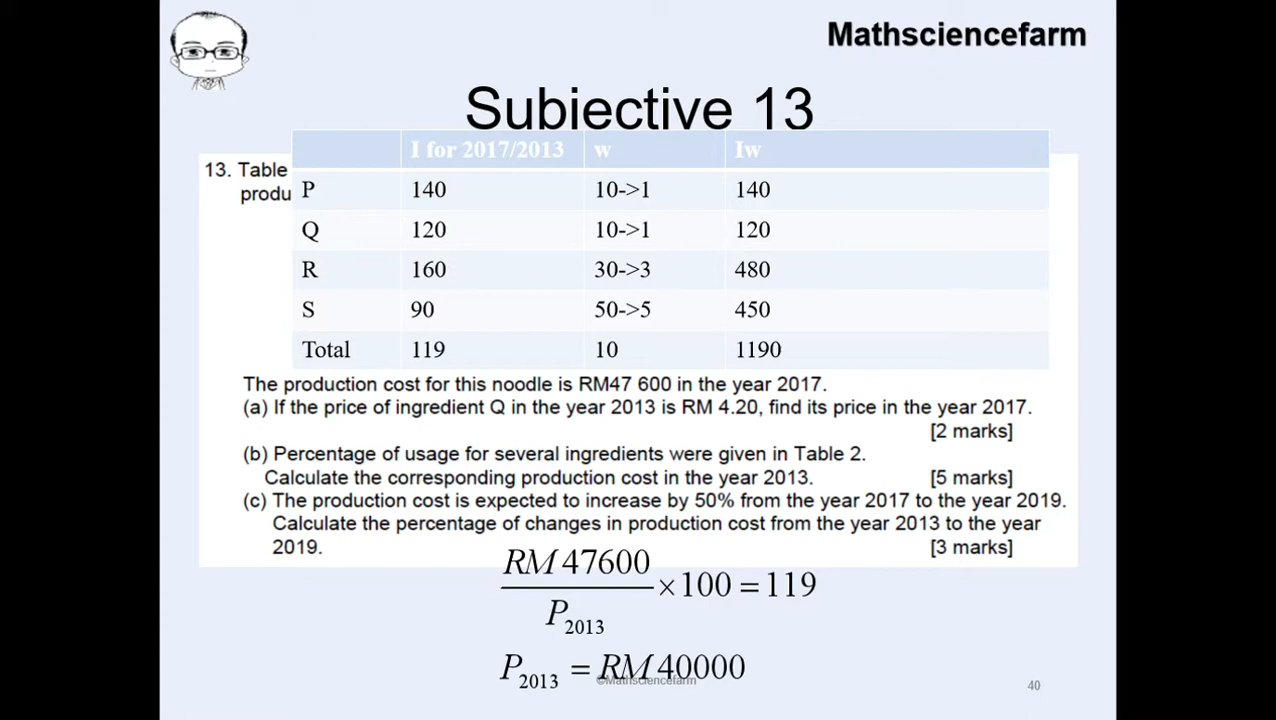 Mathsciencefarm
Subjective 13
I for 2017/2013 w Iw
13. Table
produ
P 140 10->1 140
Q 120 10->1 120
R 160 30->3 480
S 90 50->5 450
Total 119 10 1190
The production cost for this noodle is RM47 600 in the year 2017.
(a) If the price of ingredient Q in the year 2013 is RM 4.20, find its price in the year 2017.
[2 marks]
(b) Percentage of usage for several ingredients were given in Table 2.
Calculate the corresponding production cost in the year 2013. [5 marks]
(c) The production cost is expected to increase by 50% from the year 2017 to the year 2019.
Calculate the percentage of changes in production cost from the year 2013 to the year
2019. [3 marks]
RM 47600
× 100 = 119
P2013
P2013 = RM 40000
©Mathsciencefarm
40